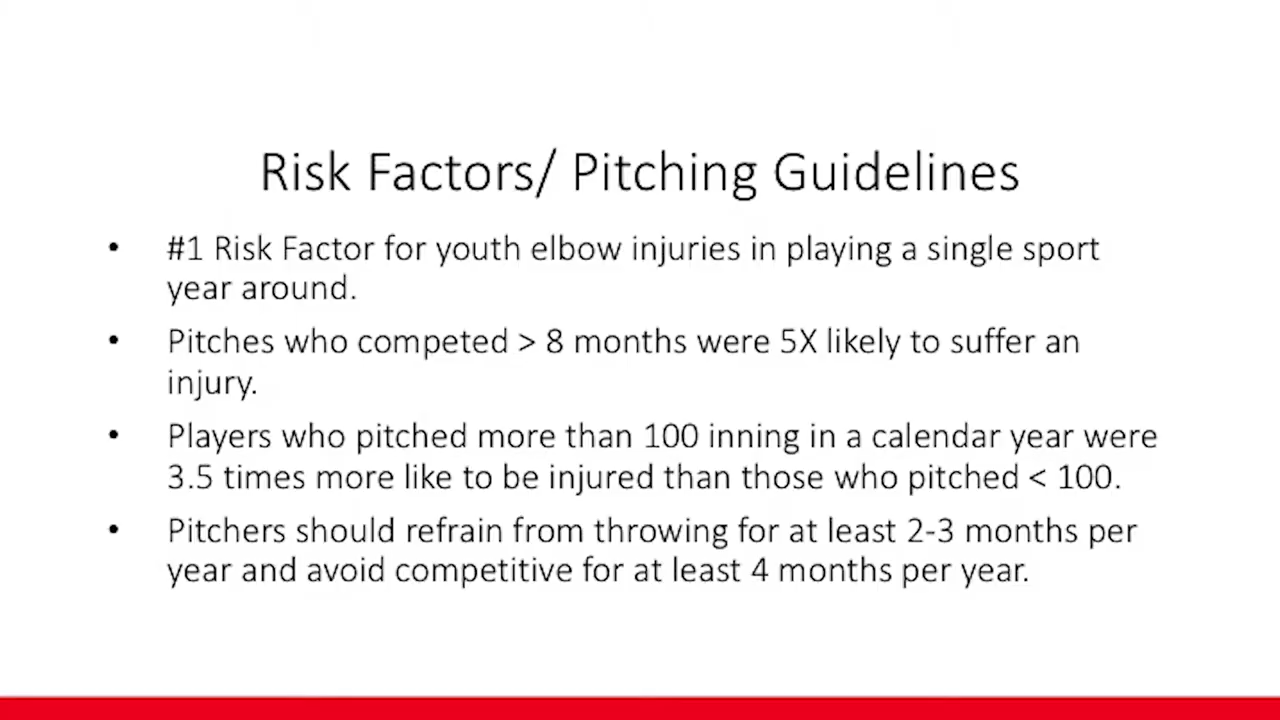 Risk Factors/ Pitching Guidelines
• #1 Risk Factor for youth elbow injuries in playing a single sport
year around.
• Pitches who competed > 8 months were 5X likely to suffer an
injury.
• Players who pitched more than 100 inning in a calendar year were
3.5 times more like to be injured than those who pitched < 100.
• Pitchers should refrain from throwing for at least 2-3 months per
year and avoid competitive for at least 4 months per year.